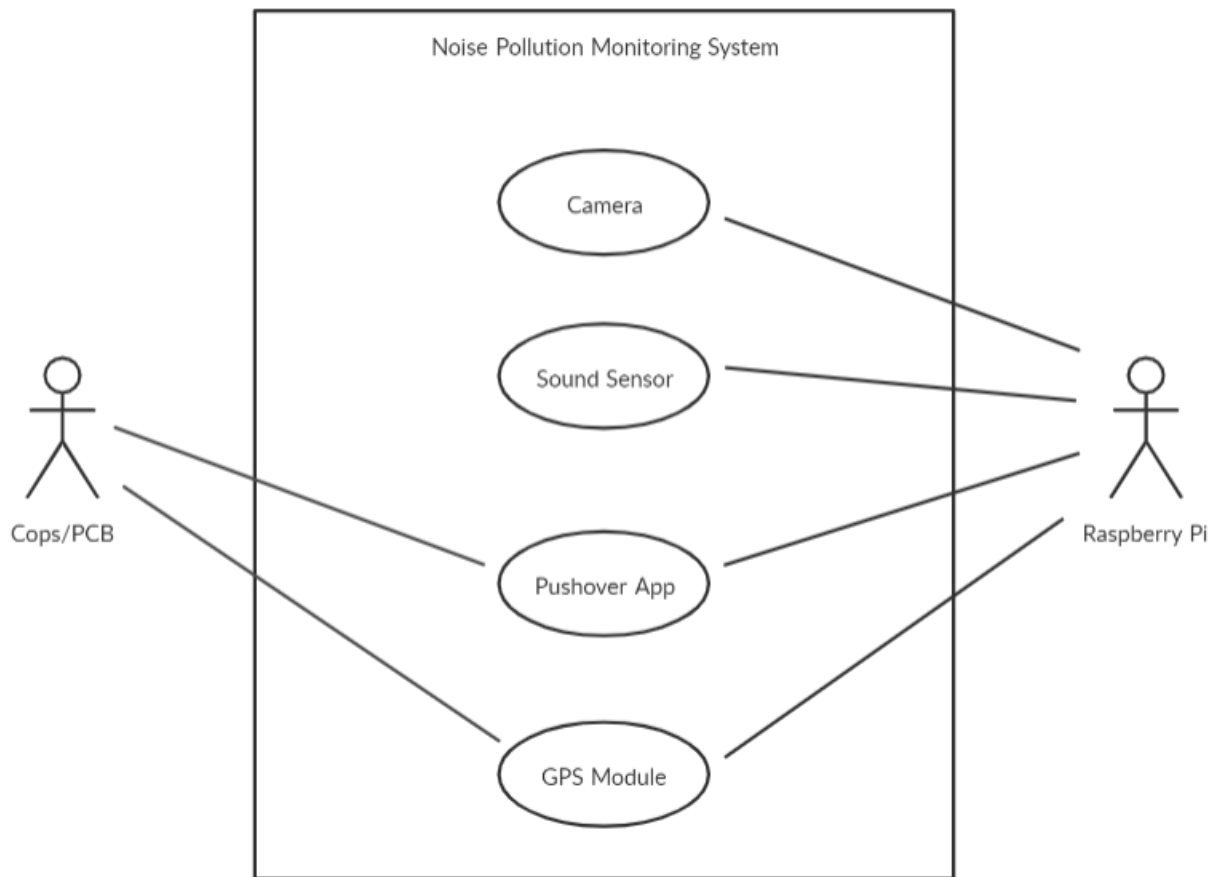 Noise Pollution Monitoring System
Camera
Sound Sensor
Cops/PCB
Raspberry Pi
Pushover App
GPS Module